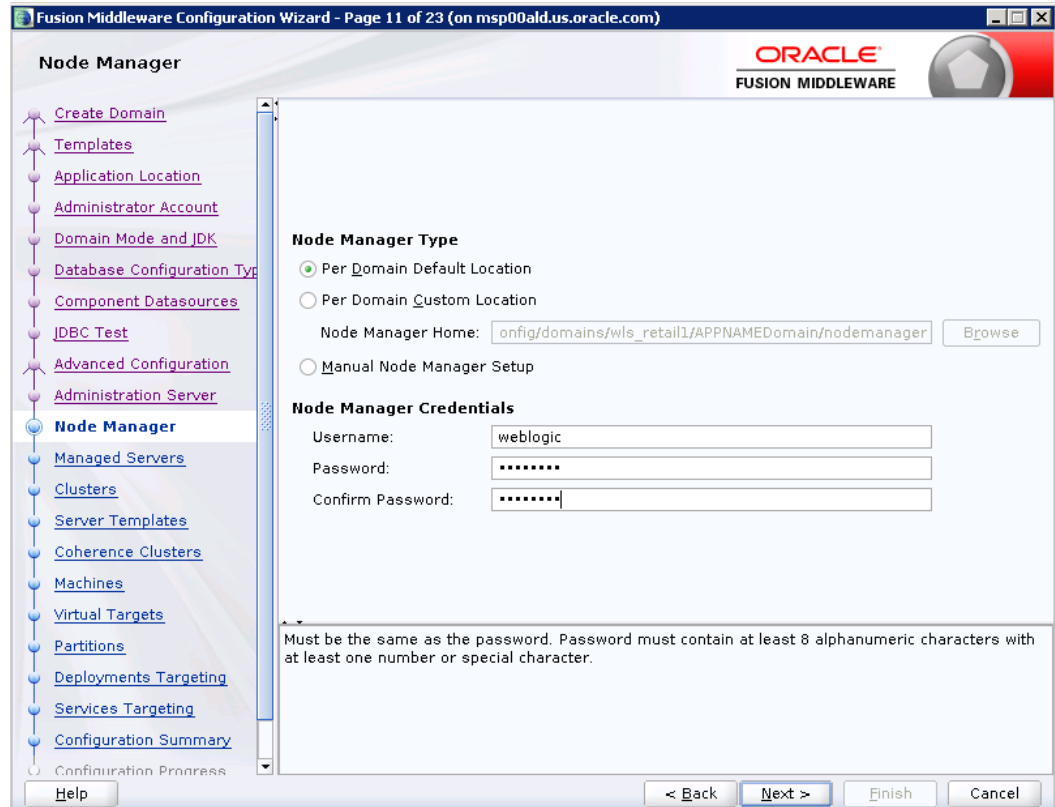 Fusion Middleware Configuration Wizard - Page 11 of 23 (on msp00ald.us.oracle.com)
Node Manager
ORACLE
FUSION MIDDLEWARE
Create Domain
Templates
Application Location
Administrator Account
Domain Mode and JDK
Database Configuration Typ
Component Datasources
JDBC Test
Advanced Configuration
Administration Server
Node Manager
Managed Servers
Clusters
Server Templates
Coherence Clusters
Machines
Virtual Targets
Partitions
Deployments Targeting
Services Targeting
Configuration Summary
Configuration Progress
Node Manager Type
Per Domain Default Location
Per Domain Custom Location
Node Manager Home: onfig/domains/wls_retail1/APPNAMEDomain/nodemanager Browse
Manual Node Manager Setup
Node Manager Credentials
Username: weblogic
Password: ••••••••
Confirm Password: ••••••••
Must be the same as the password. Password must contain at least 8 alphanumeric characters with
at least one number or special character.
Help < Back Next > Finish Cancel